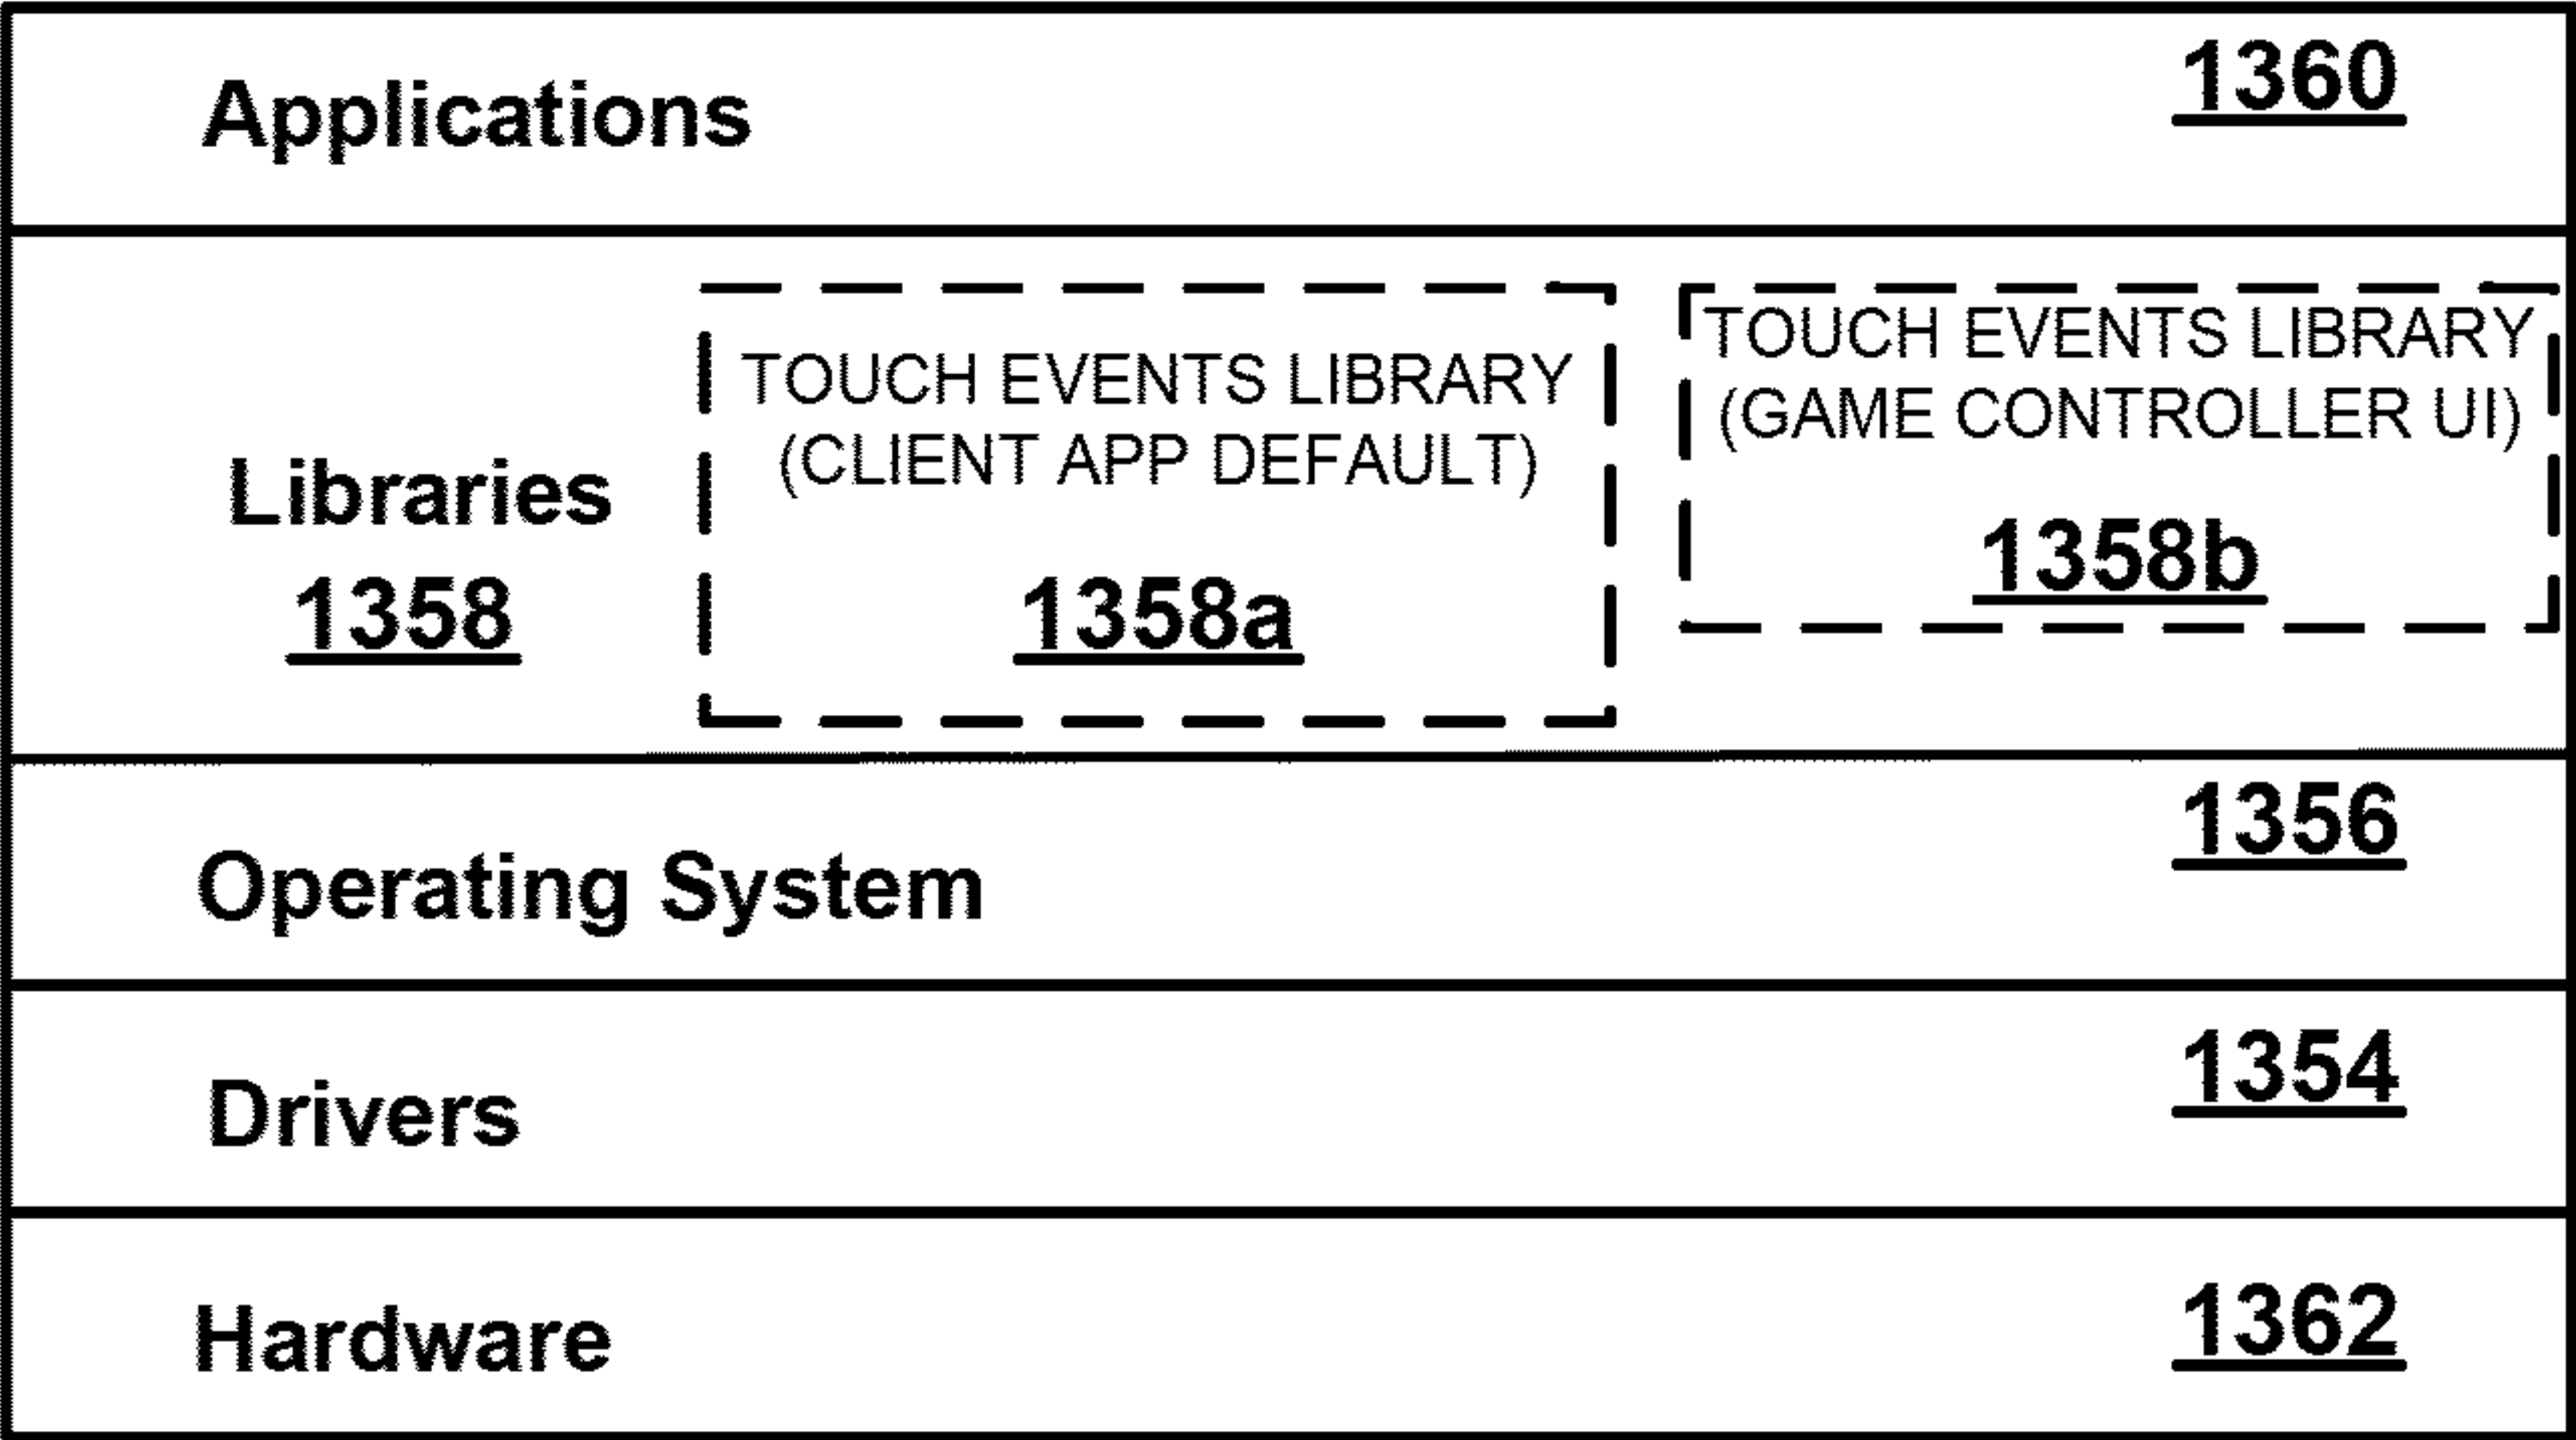 Applications
1360
TOUCH EVENTS LIBRARY
(CLIENT APP DEFAULT)
1358a
TOUCH EVENTS LIBRARY
(GAME CONTROLLER UI)
1358b
Libraries
1358
Operating System
1356
Drivers
1354
Hardware
1362